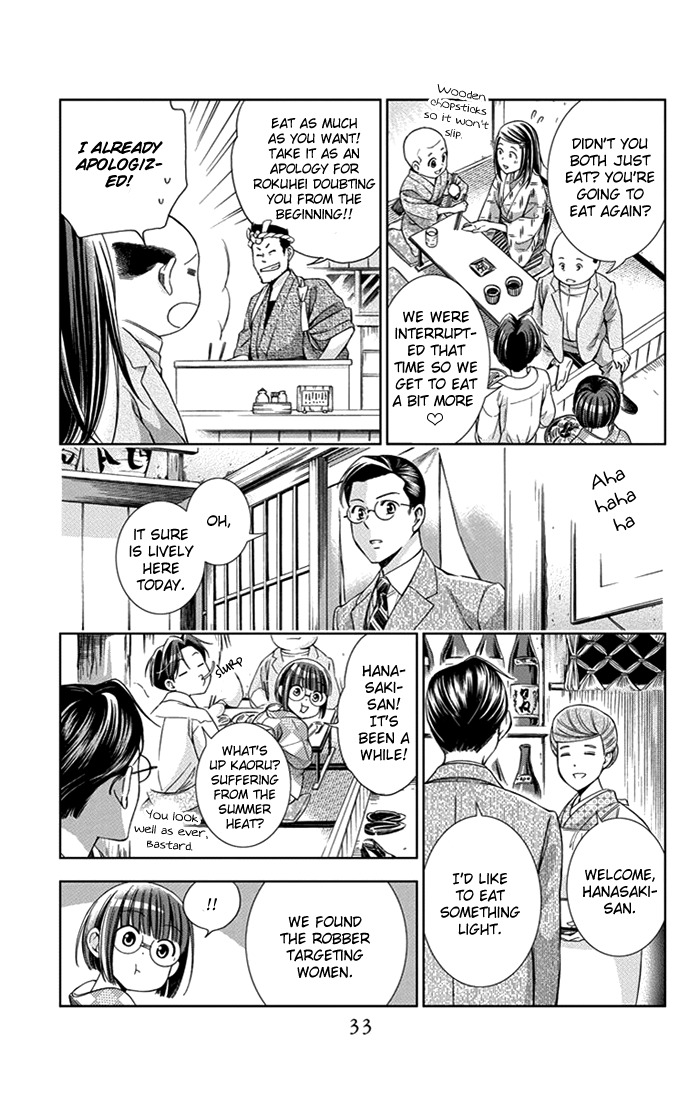 Wooden
chopsticks
so it won't
slip.
DIDN'T YOU
BOTH JUST
EAT? YOU'RE
GOING TO
EAT AGAIN?
WE WERE
INTERRUPT-
ED THAT
TIME SO WE
GET TO EAT
A BIT MORE
♡
EAT AS MUCH
AS YOU WANT!
TAKE IT AS AN
APOLOGY FOR
ROKUHEI DOUBTING
YOU FROM THE
BEGINNING!!
I ALREADY
APOLOGIZ-
ED!
Aha
haha
ha
OH,
IT SURE
IS LIVELY
HERE
TODAY.
WELCOME,
HANASAKI-
SAN.
I'D LIKE
TO EAT
SOMETHING
LIGHT.
HANA-
SAKI-
SAN!
IT'S
BEEN A
WHILE!
slurp
WHAT'S
UP KAORU?
SUFFERING
FROM THE
SUMMER
HEAT?
You look
well as ever,
Bastard.
WE FOUND
THE ROBBER
TARGETING
WOMEN.
!!
33